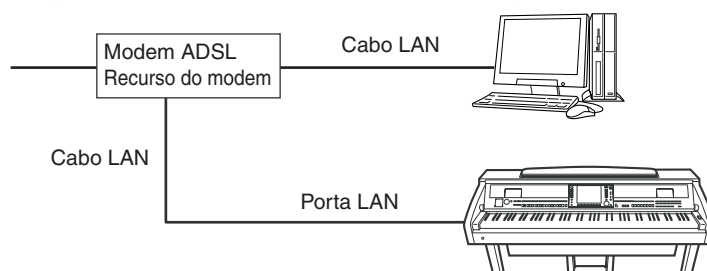 Modem ADSL
Recurso do modem
Cabo LAN
Cabo LAN
Porta LAN